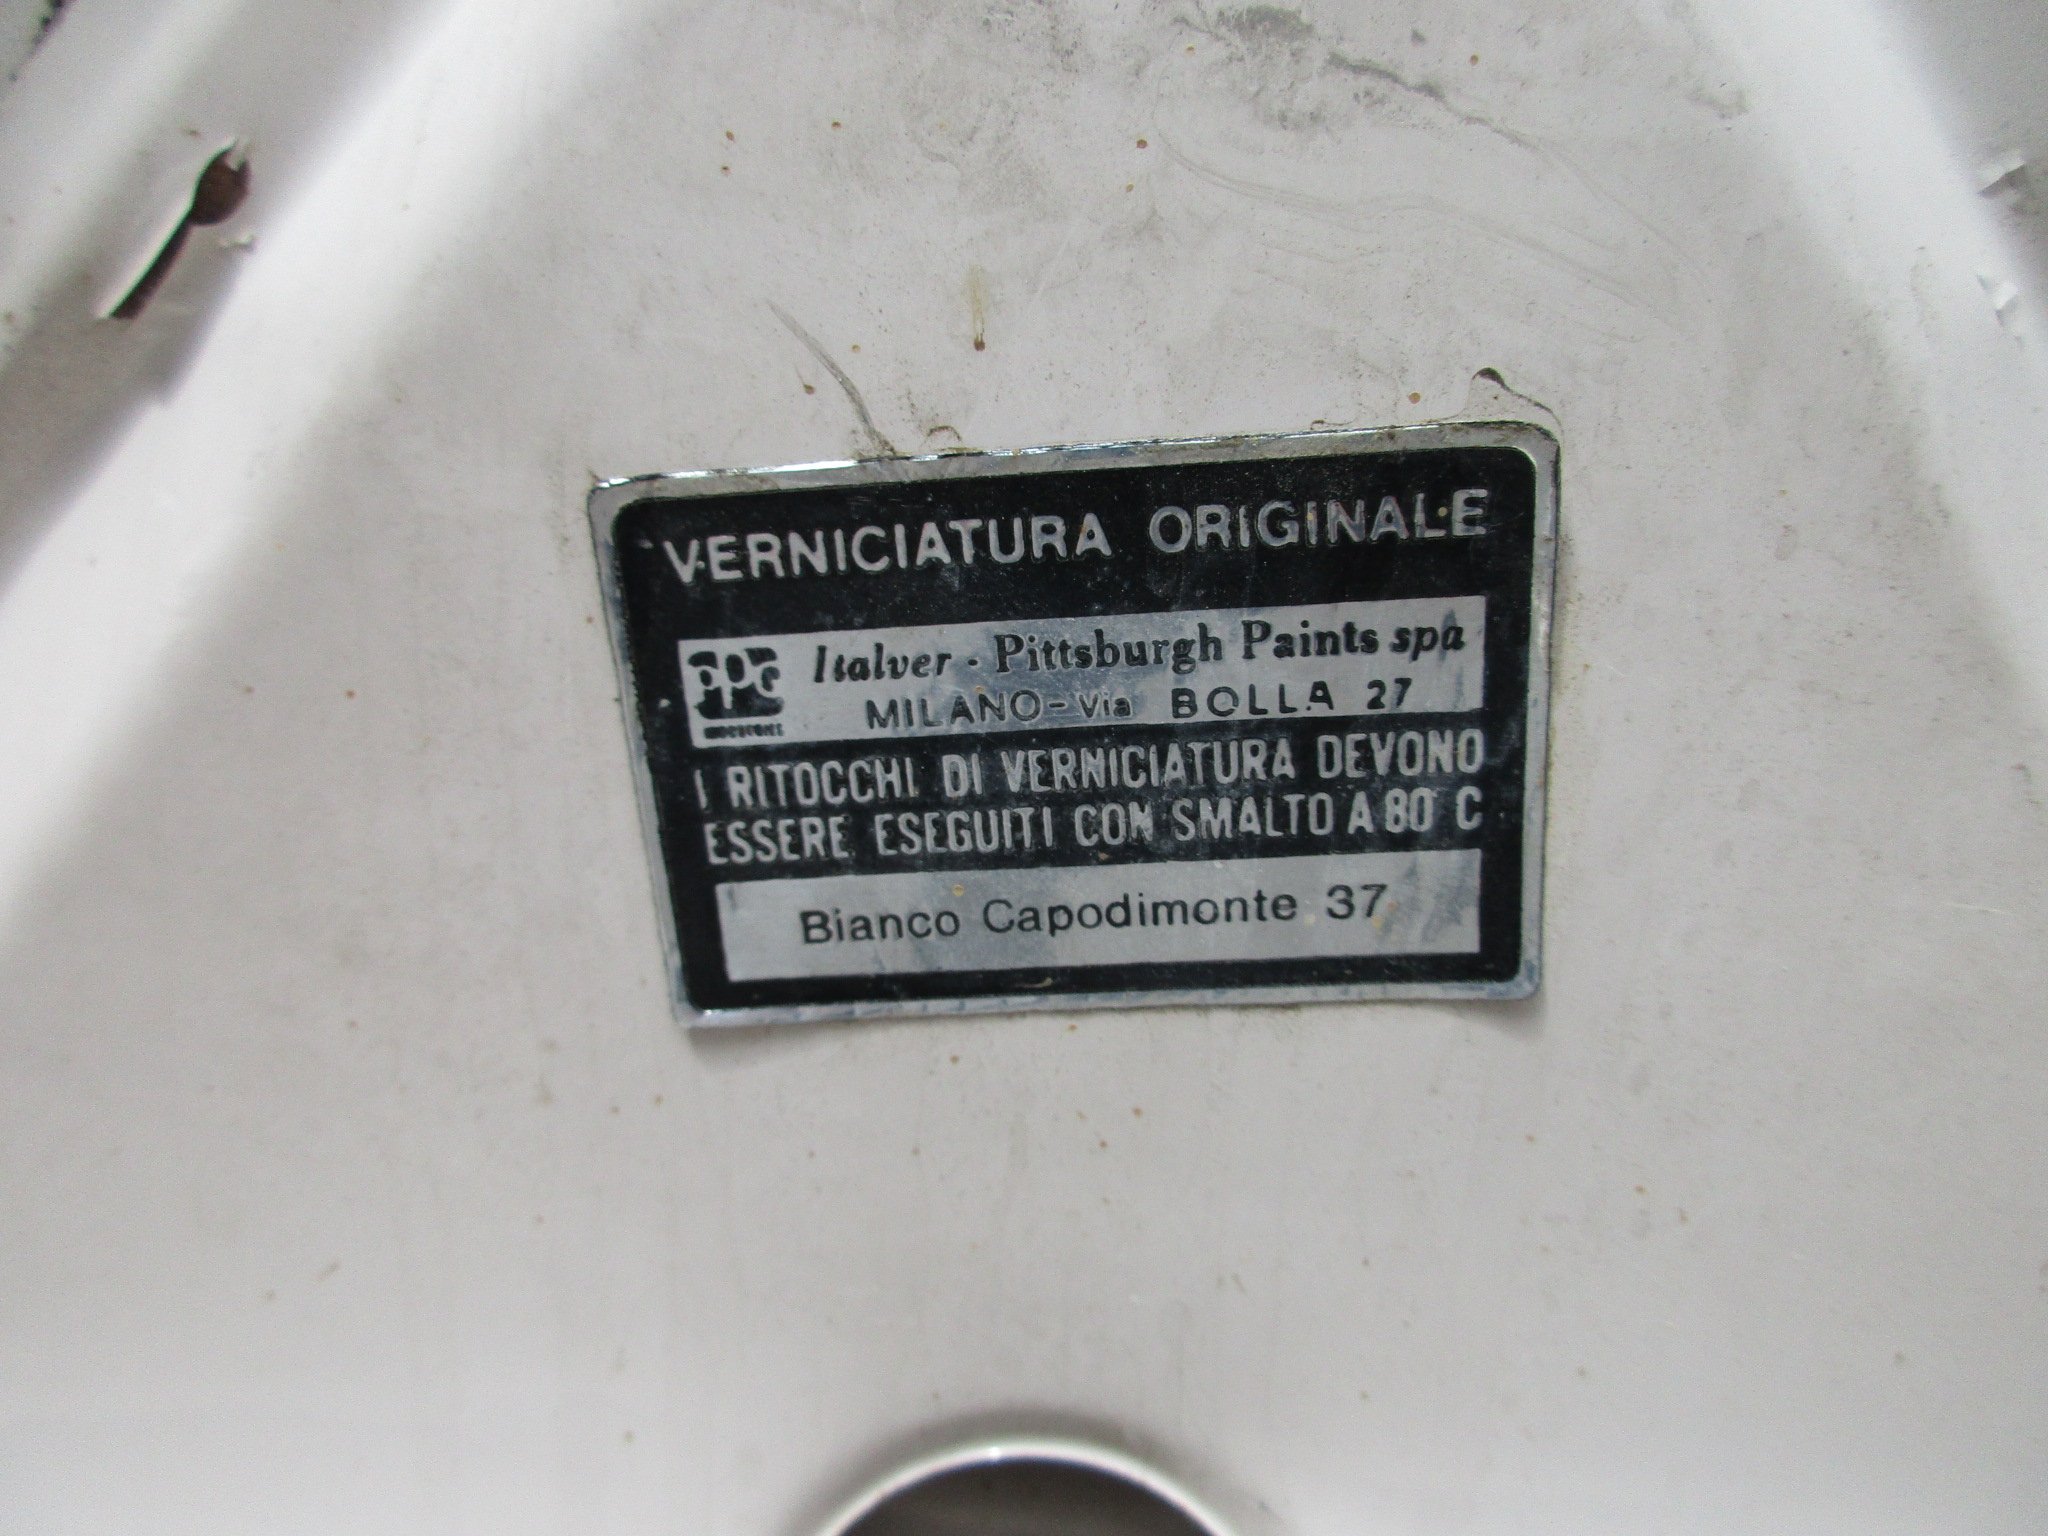 VERNICIATURA ORIGINALE
PPG Italver - Pittsburgh Paints spa
MILANO - Via BOLLA 27
I RITOCCHI DI VERNICIATURA DEVONO
ESSERE ESEGUITI CON SMALTO A 80 C
Bianco Capodimonte 37